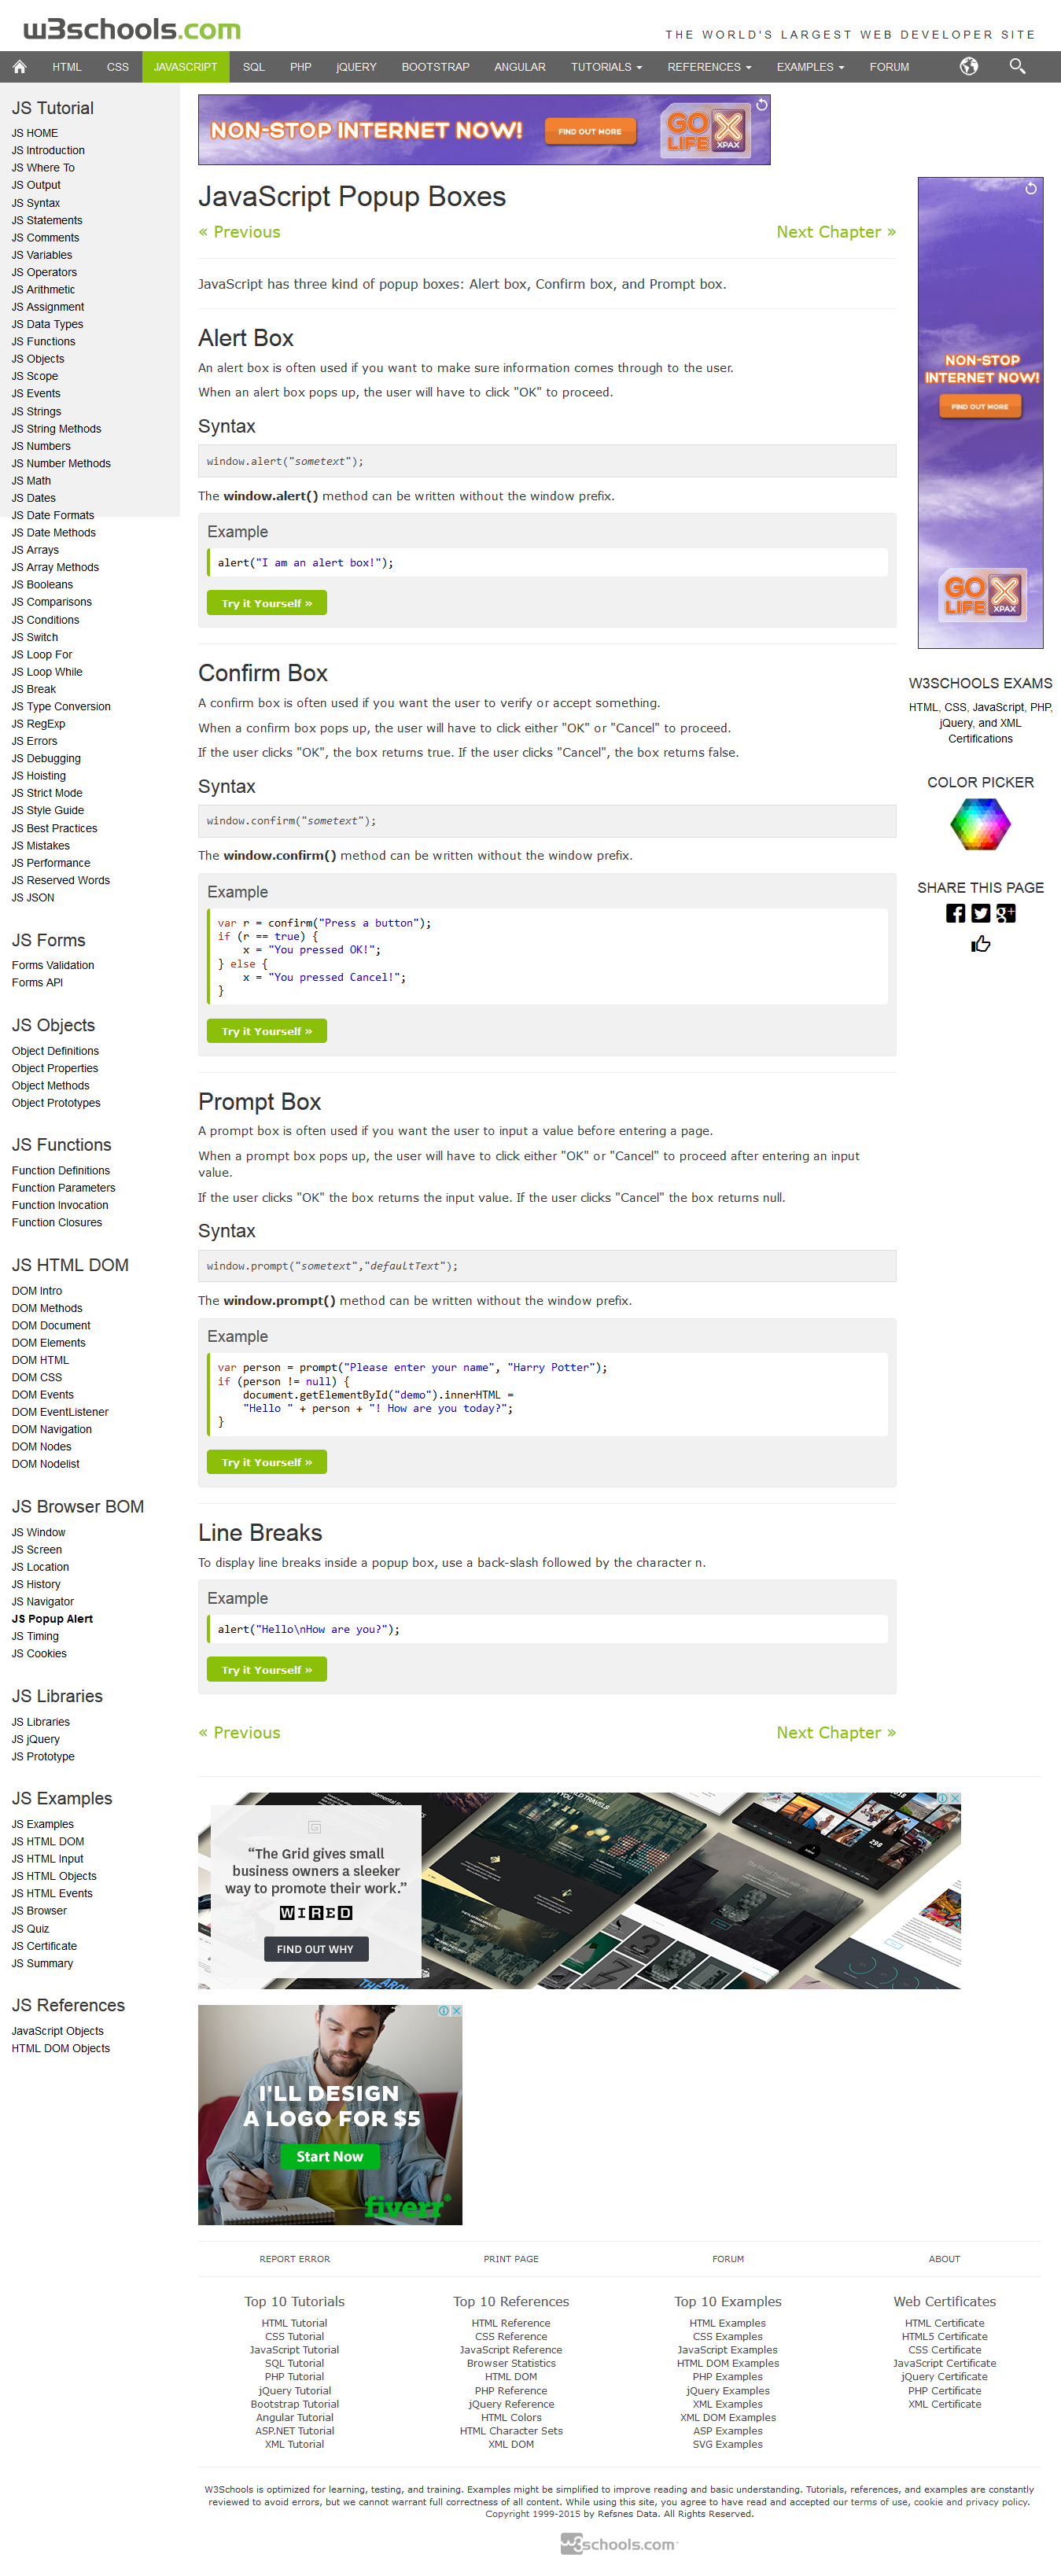 w3schools.com
THE WORLD'S LARGEST WEB DEVELOPER SITE
HTML CSS JAVASCRIPT SQL PHP jQUERY BOOTSTRAP ANGULAR TUTORIALS REFERENCES EXAMPLES FORUM
JS Tutorial
JS HOME
JS Introduction
JS Where To
JS Output
JS Syntax
JS Statements
JS Comments
JS Variables
JS Operators
JS Arithmetic
JS Assignment
JS Data Types
JS Functions
JS Objects
JS Scope
JS Events
JS Strings
JS String Methods
JS Numbers
JS Number Methods
JS Math
JS Dates
JS Date Formats
JS Date Methods
JS Arrays
JS Array Methods
JS Booleans
JS Comparisons
JS Conditions
JS Switch
JS Loop For
JS Loop While
JS Break
JS Type Conversion
JS RegExp
JS Errors
JS Debugging
JS Hoisting
JS Strict Mode
JS Style Guide
JS Best Practices
JS Mistakes
JS Performance
JS Reserved Words
JS JSON
JS Forms
Forms Validation
Forms API
JS Objects
Object Definitions
Object Properties
Object Methods
Object Prototypes
JS Functions
Function Definitions
Function Parameters
Function Invocation
Function Closures
JS HTML DOM
DOM Intro
DOM Methods
DOM Document
DOM Elements
DOM HTML
DOM CSS
DOM Events
DOM EventListener
DOM Navigation
DOM Nodes
DOM Nodelist
JS Browser BOM
JS Window
JS Screen
JS Location
JS History
JS Navigator
JS Popup Alert
JS Timing
JS Cookies
JS Libraries
JS Libraries
JS jQuery
JS Prototype
JS Examples
JS Examples
JS HTML DOM
JS HTML Input
JS HTML Objects
JS HTML Events
JS Browser
JS Quiz
JS Certificate
JS Summary
JS References
JavaScript Objects
HTML DOM Objects
NON-STOP INTERNET NOW! FIND OUT MORE GO LIFE X XPAX
JavaScript Popup Boxes
« Previous Next Chapter »
JavaScript has three kind of popup boxes: Alert box, Confirm box, and Prompt box.
Alert Box
An alert box is often used if you want to make sure information comes through to the user.
When an alert box pops up, the user will have to click "OK" to proceed.
Syntax
window.alert("sometext");
The window.alert() method can be written without the window prefix.
Example
alert("I am an alert box!");
Try it Yourself »
Confirm Box
A confirm box is often used if you want the user to verify or accept something.
When a confirm box pops up, the user will have to click either "OK" or "Cancel" to proceed.
If the user clicks "OK", the box returns true. If the user clicks "Cancel", the box returns false.
Syntax
window.confirm("sometext");
The window.confirm() method can be written without the window prefix.
Example
var r = confirm("Press a button");
if (r == true) {
    x = "You pressed OK!";
} else {
    x = "You pressed Cancel!";
}
Try it Yourself »
Prompt Box
A prompt box is often used if you want the user to input a value before entering a page.
When a prompt box pops up, the user will have to click either "OK" or "Cancel" to proceed after entering an input
value.
If the user clicks "OK" the box returns the input value. If the user clicks "Cancel" the box returns null.
Syntax
window.prompt("sometext","defaultText");
The window.prompt() method can be written without the window prefix.
Example
var person = prompt("Please enter your name", "Harry Potter");
if (person != null) {
    document.getElementById("demo").innerHTML =
    "Hello " + person + "! How are you today?";
}
Try it Yourself »
Line Breaks
To display line breaks inside a popup box, use a back-slash followed by the character n.
Example
alert("Hello\nHow are you?");
Try it Yourself »
« Previous Next Chapter »
NON-STOP
INTERNET NOW!
FIND OUT MORE
GO LIFE X XPAX
W3SCHOOLS EXAMS
HTML, CSS, JavaScript, PHP,
jQuery, and XML
Certifications
COLOR PICKER
SHARE THIS PAGE
“The Grid gives small
business owners a sleeker
way to promote their work.”
WIRED
FIND OUT WHY
I'LL DESIGN
A LOGO FOR $5
Start Now
fiverr®
REPORT ERROR PRINT PAGE FORUM ABOUT
Top 10 Tutorials
HTML Tutorial
CSS Tutorial
JavaScript Tutorial
SQL Tutorial
PHP Tutorial
jQuery Tutorial
Bootstrap Tutorial
Angular Tutorial
ASP.NET Tutorial
XML Tutorial
Top 10 References
HTML Reference
CSS Reference
JavaScript Reference
Browser Statistics
HTML DOM
PHP Reference
jQuery Reference
HTML Colors
HTML Character Sets
XML DOM
Top 10 Examples
HTML Examples
CSS Examples
JavaScript Examples
HTML DOM Examples
PHP Examples
jQuery Examples
XML Examples
XML DOM Examples
ASP Examples
SVG Examples
Web Certificates
HTML Certificate
HTML5 Certificate
CSS Certificate
JavaScript Certificate
jQuery Certificate
PHP Certificate
XML Certificate
W3Schools is optimized for learning, testing, and training. Examples might be simplified to improve reading and basic understanding. Tutorials, references, and examples are constantly
reviewed to avoid errors, but we cannot warrant full correctness of all content. While using this site, you agree to have read and accepted our terms of use, cookie and privacy policy.
Copyright 1999-2015 by Refsnes Data. All Rights Reserved.
w3schools.com